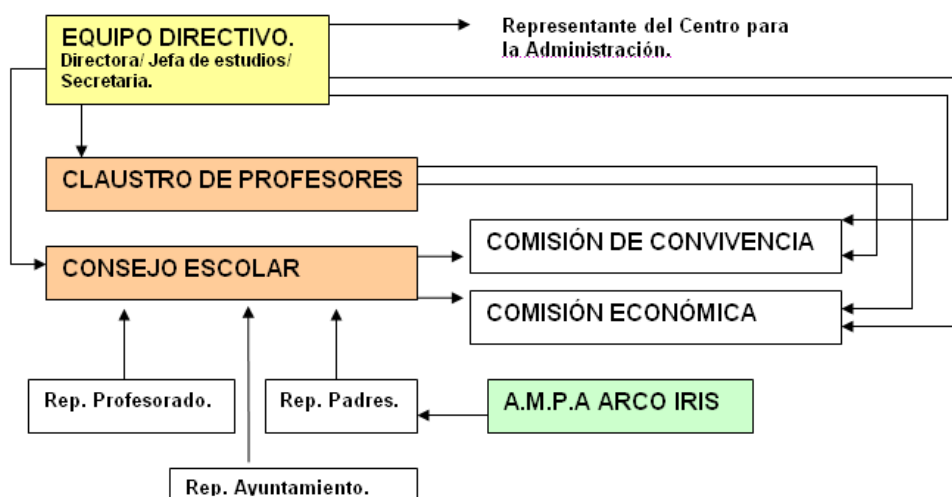 EQUIPO DIRECTIVO.
Directora/ Jefa de estudios/
Secretaria.
Representante del Centro para
la Administración.
CLAUSTRO DE PROFESORES
CONSEJO ESCOLAR
COMISIÓN DE CONVIVENCIA
COMISIÓN ECONÓMICA
Rep. Profesorado.
Rep. Padres.
A.M.P.A ARCO IRIS
Rep. Ayuntamiento.